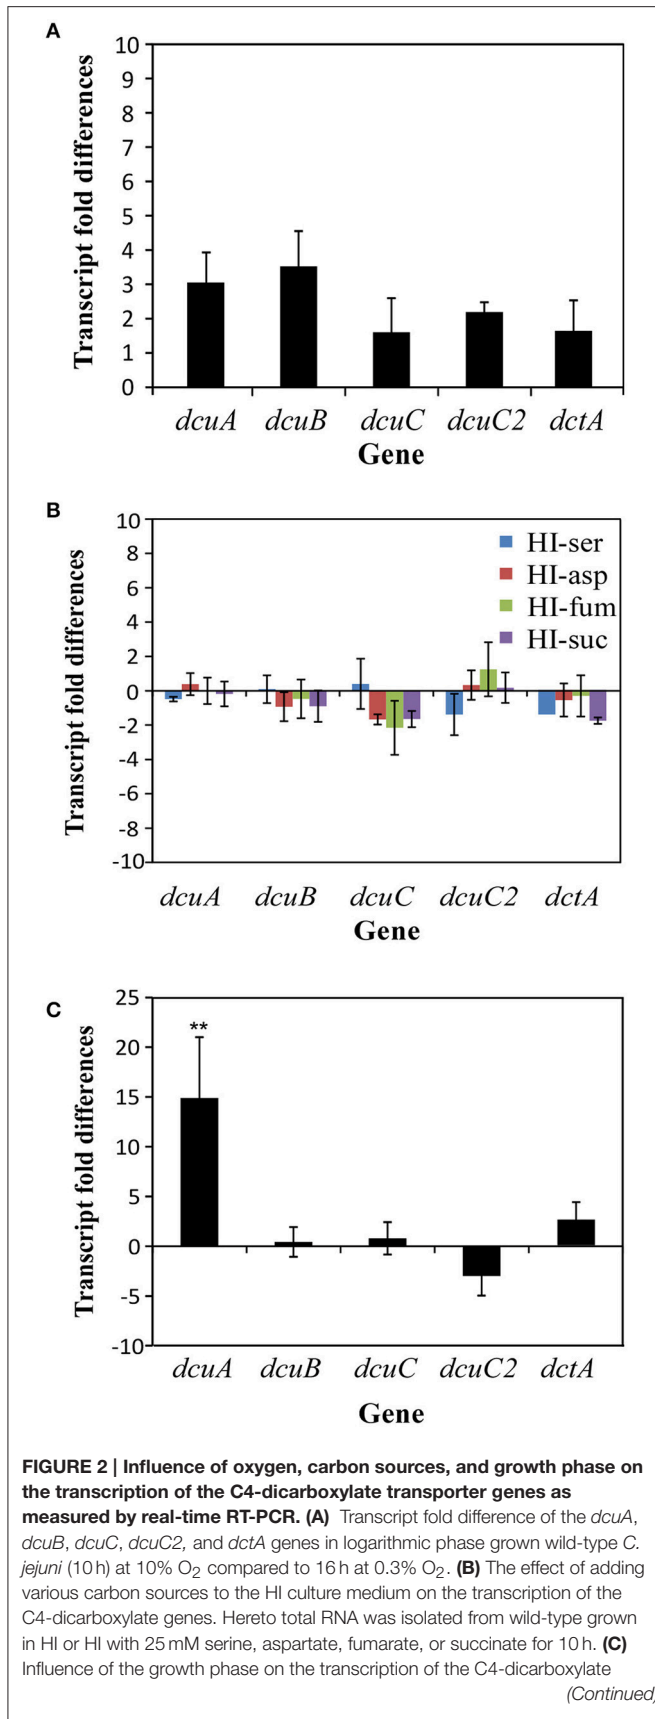 A
Transcript fold differences
10
9
8
7
6
5
4
3
2
1
0
dcuA dcuB dcuC dcuC2 dctA
Gene
B
Transcript fold differences
10
8
6
4
2
0
-2
-4
-6
-8
-10
HI-ser
HI-asp
HI-fum
HI-suc
dcuA dcuB dcuC dcuC2 dctA
Gene
C
Transcript fold differences
25
20
15
10
5
0
-5
-10
**
dcuA dcuB dcuC dcuC2 dctA
Gene
FIGURE 2 | Influence of oxygen, carbon sources, and growth phase on
the transcription of the C4-dicarboxylate transporter genes as
measured by real-time RT-PCR. (A) Transcript fold difference of the dcuA,
dcuB, dcuC, dcuC2, and dctA genes in logarithmic phase grown wild-type C.
jejuni (10 h) at 10% O₂ compared to 16 h at 0.3% O₂. (B) The effect of adding
various carbon sources to the HI culture medium on the transcription of the
C4-dicarboxylate genes. Hereto total RNA was isolated from wild-type grown
in HI or HI with 25 mM serine, aspartate, fumarate, or succinate for 10 h. (C)
Influence of the growth phase on the transcription of the C4-dicarboxylate
(Continued)